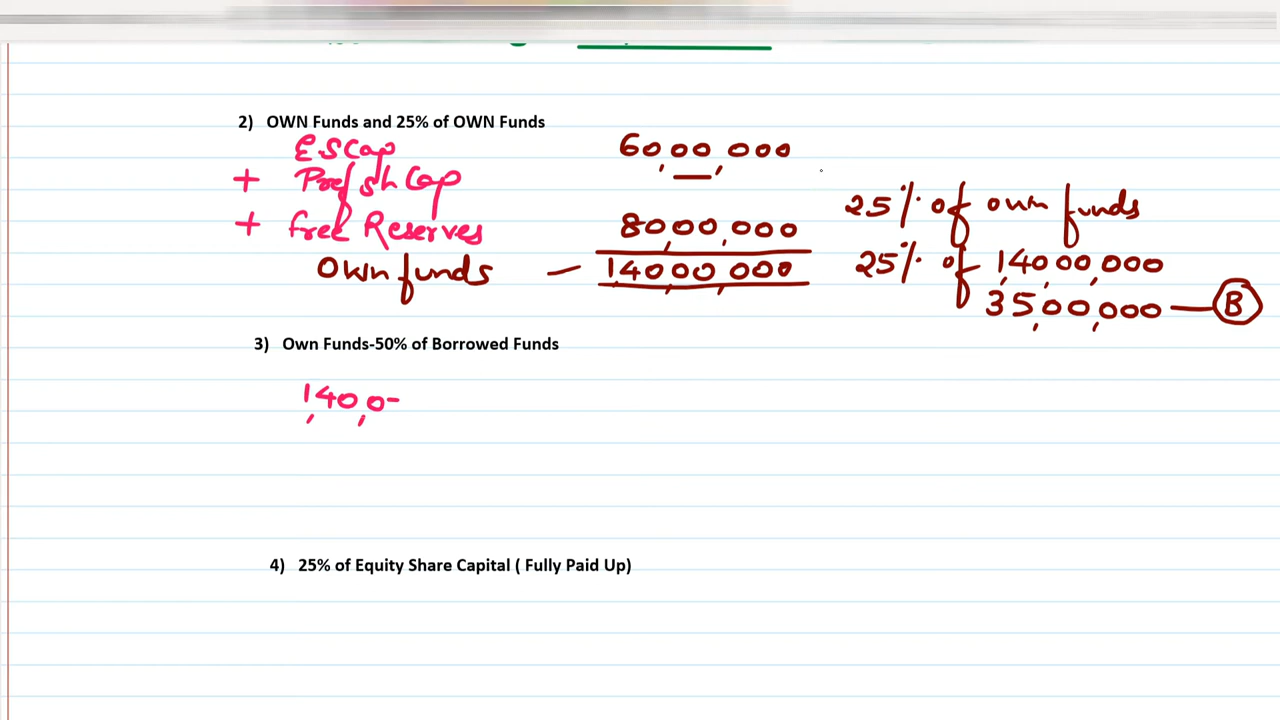 2) OWN Funds and 25% of OWN Funds
ES Cap 60,00,000
+ Pref Sh Cap —
+ Free Reserves 80,00,000
Own funds — 1,40,00,000
25% of own funds
25% of 1,40,00,000
35,00,000 — B
3) Own Funds-50% of Borrowed Funds
1,40,0
4) 25% of Equity Share Capital ( Fully Paid Up)